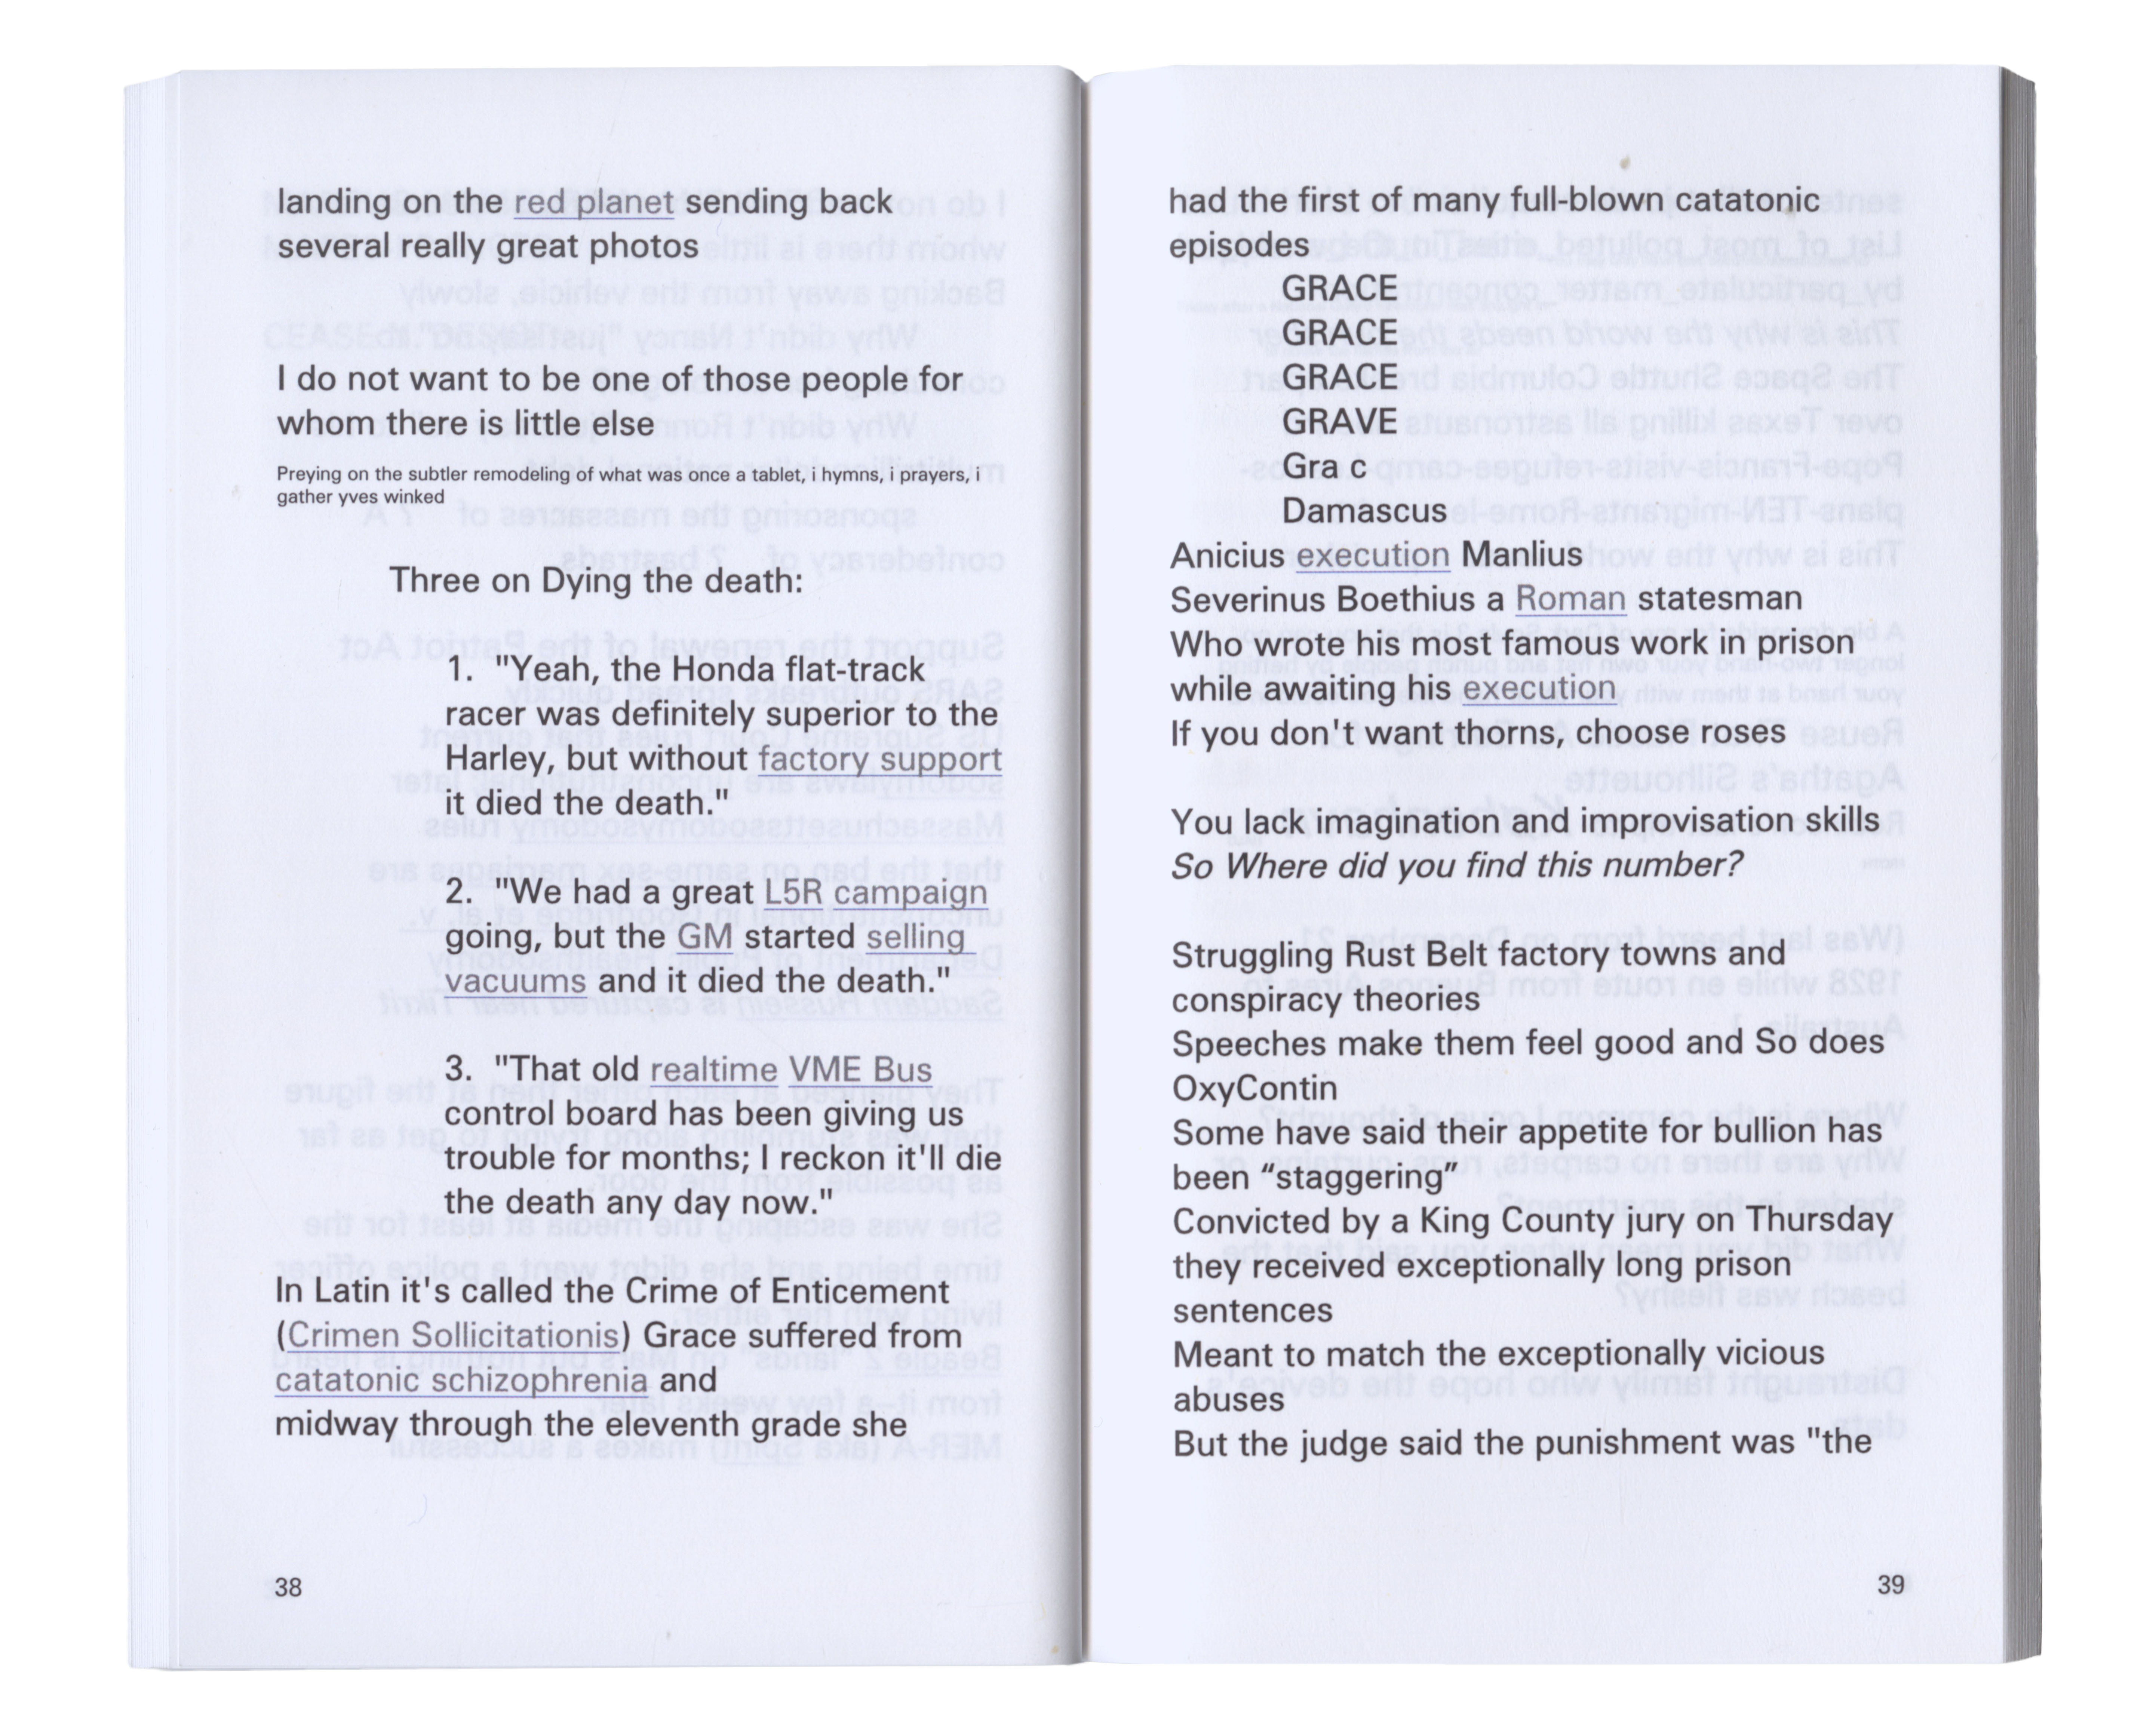 landing on the red planet sending back
several really great photos
I do not want to be one of those people for
whom there is little else
Preying on the subtler remodeling of what was once a tablet, i hymns, i prayers, i
gather yves winked
Three on Dying the death:
1. "Yeah, the Honda flat-track
racer was definitely superior to the
Harley, but without factory support
it died the death."
2. "We had a great L5R campaign
going, but the GM started selling
vacuums and it died the death."
3. "That old realtime VME Bus
control board has been giving us
trouble for months; I reckon it'll die
the death any day now."
In Latin it's called the Crime of Enticement
(Crimen Sollicitationis) Grace suffered from
catatonic schizophrenia and
midway through the eleventh grade she
38
had the first of many full-blown catatonic
episodes
GRACE
GRACE
GRACE
GRAVE
Gra c
Damascus
Anicius execution Manlius
Severinus Boethius a Roman statesman
Who wrote his most famous work in prison
while awaiting his execution
If you don't want thorns, choose roses
You lack imagination and improvisation skills
So Where did you find this number?
Struggling Rust Belt factory towns and
conspiracy theories
Speeches make them feel good and So does
OxyContin
Some have said their appetite for bullion has
been “staggering”
Convicted by a King County jury on Thursday
they received exceptionally long prison
sentences
Meant to match the exceptionally vicious
abuses
But the judge said the punishment was "the
39